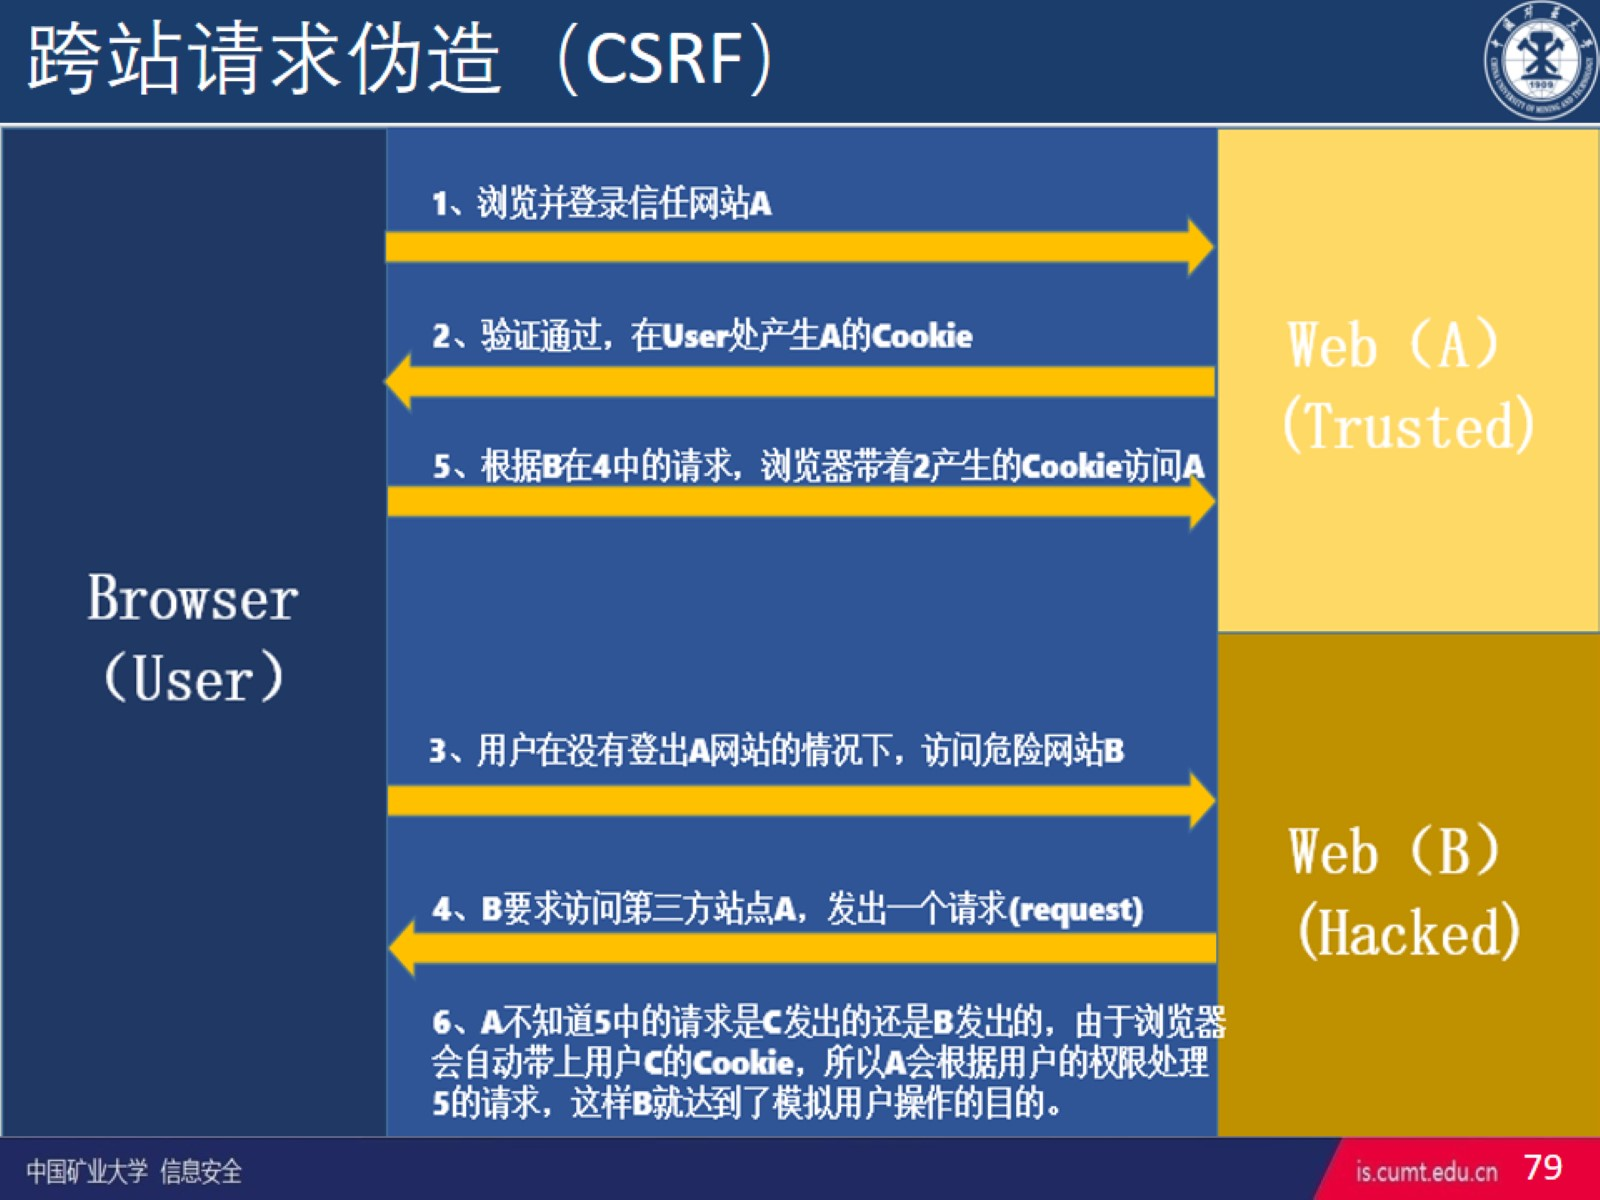 跨站请求伪造（CSRF）
1、浏览并登录信任网站A
2、验证通过，在User处产生A的Cookie
5、根据B在4中的请求，浏览器带着2产生的Cookie访问A
Browser
（User）
Web（A）
(Trusted)
3、用户在没有登出A网站的情况下，访问危险网站B
4、B要求访问第三方站点A，发出一个请求(request)
Web（B）
(Hacked)
6、A不知道5中的请求是C发出的还是B发出的，由于浏览器
会自动带上用户C的Cookie，所以A会根据用户的权限处理
5的请求，这样B就达到了模拟用户操作的目的。
中国矿业大学 信息安全
is.cumt.edu.cn 79
CHINA UNIVERSITY OF MINING AND TECHNOLOGY
1909